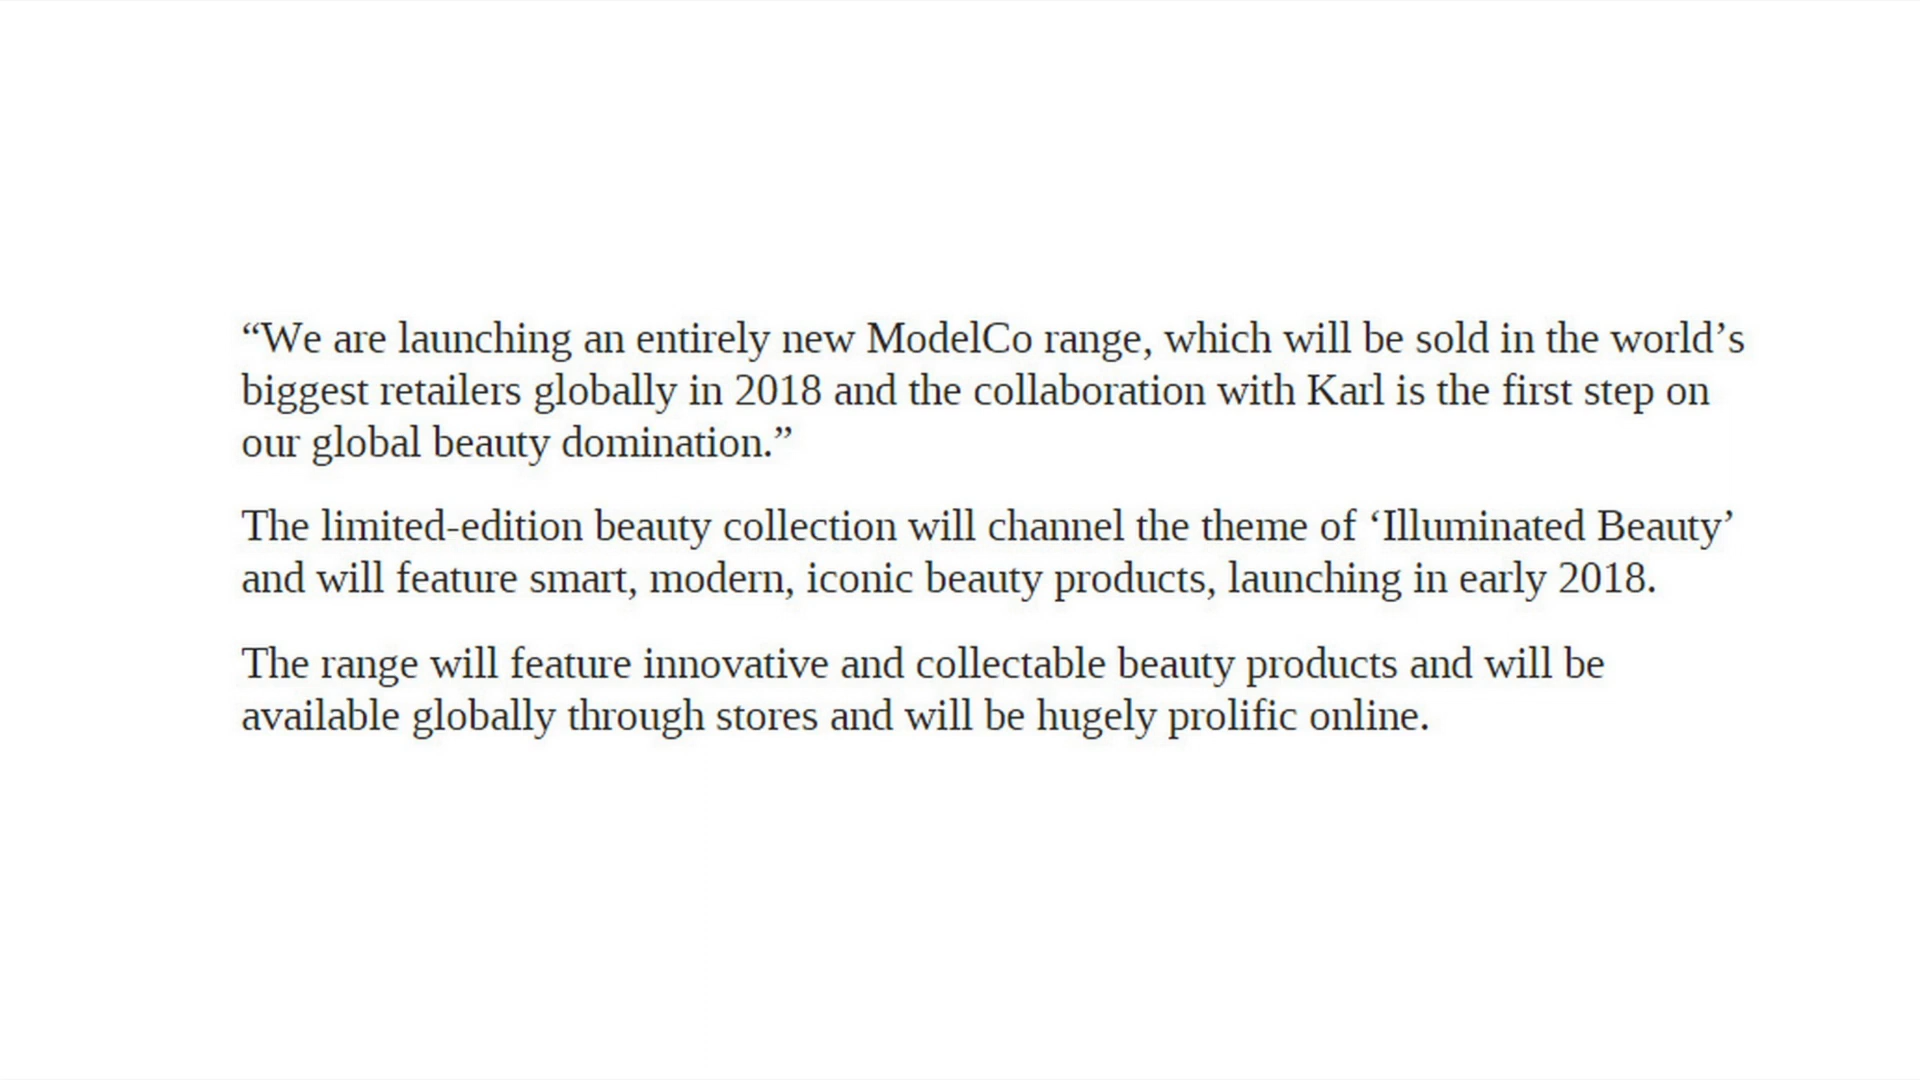 “We are launching an entirely new ModelCo range, which will be sold in the world’s
biggest retailers globally in 2018 and the collaboration with Karl is the first step on
our global beauty domination.”
The limited-edition beauty collection will channel the theme of ‘Illuminated Beauty’
and will feature smart, modern, iconic beauty products, launching in early 2018.
The range will feature innovative and collectable beauty products and will be
available globally through stores and will be hugely prolific online.